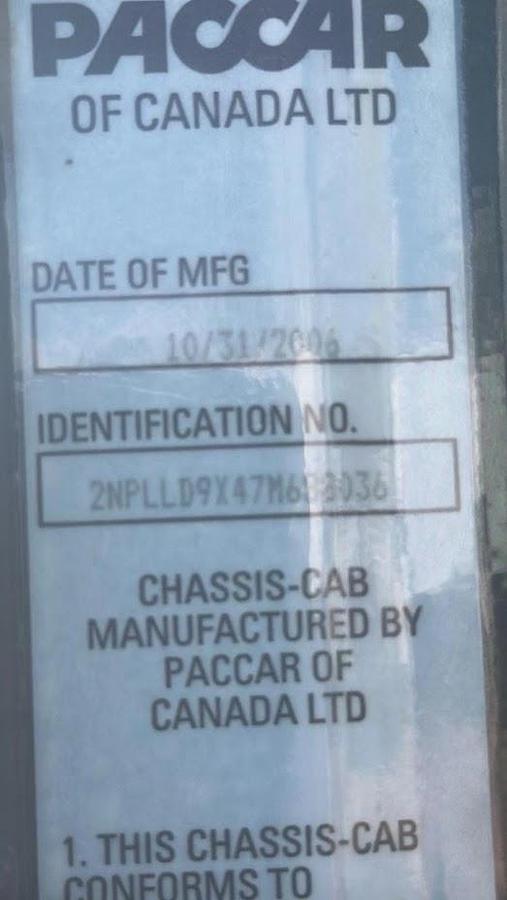 PACCAR
OF CANADA LTD
DATE OF MFG
10/31/2006
IDENTIFICATION NO.
CHASSIS-CAB
MANUFACTURED BY
PACCAR OF
CANADA LTD
1. THIS CHASSIS-CAB
CONFORMS TO